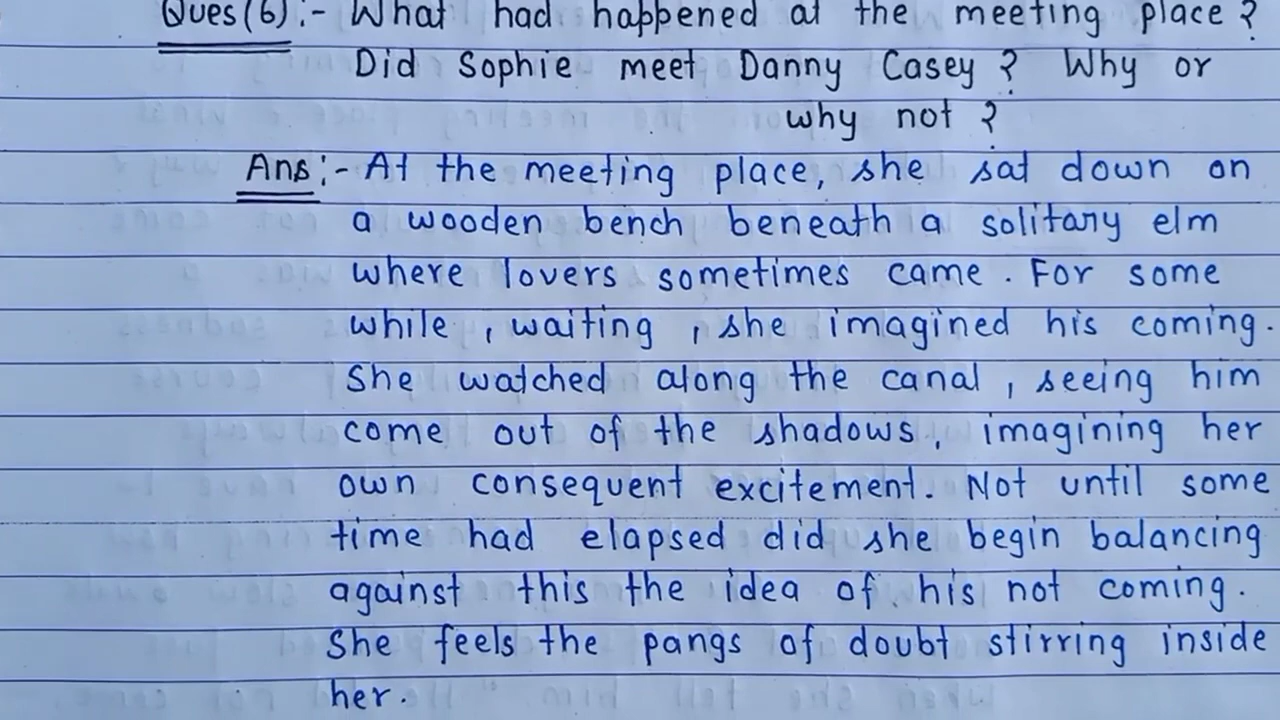 Ques(6):- What had happened at the meeting place?
Did Sophie meet Danny Casey? Why or
why not?
Ans:- At the meeting place, she sat down on
a wooden bench beneath a solitary elm
where lovers sometimes came. For some
while, waiting, she imagined his coming.
She watched along the canal, seeing him
come out of the shadows, imagining her
own consequent excitement. Not until some
time had elapsed did she begin balancing
against this the idea of his not coming.
She feels the pangs of doubt stirring inside
her.